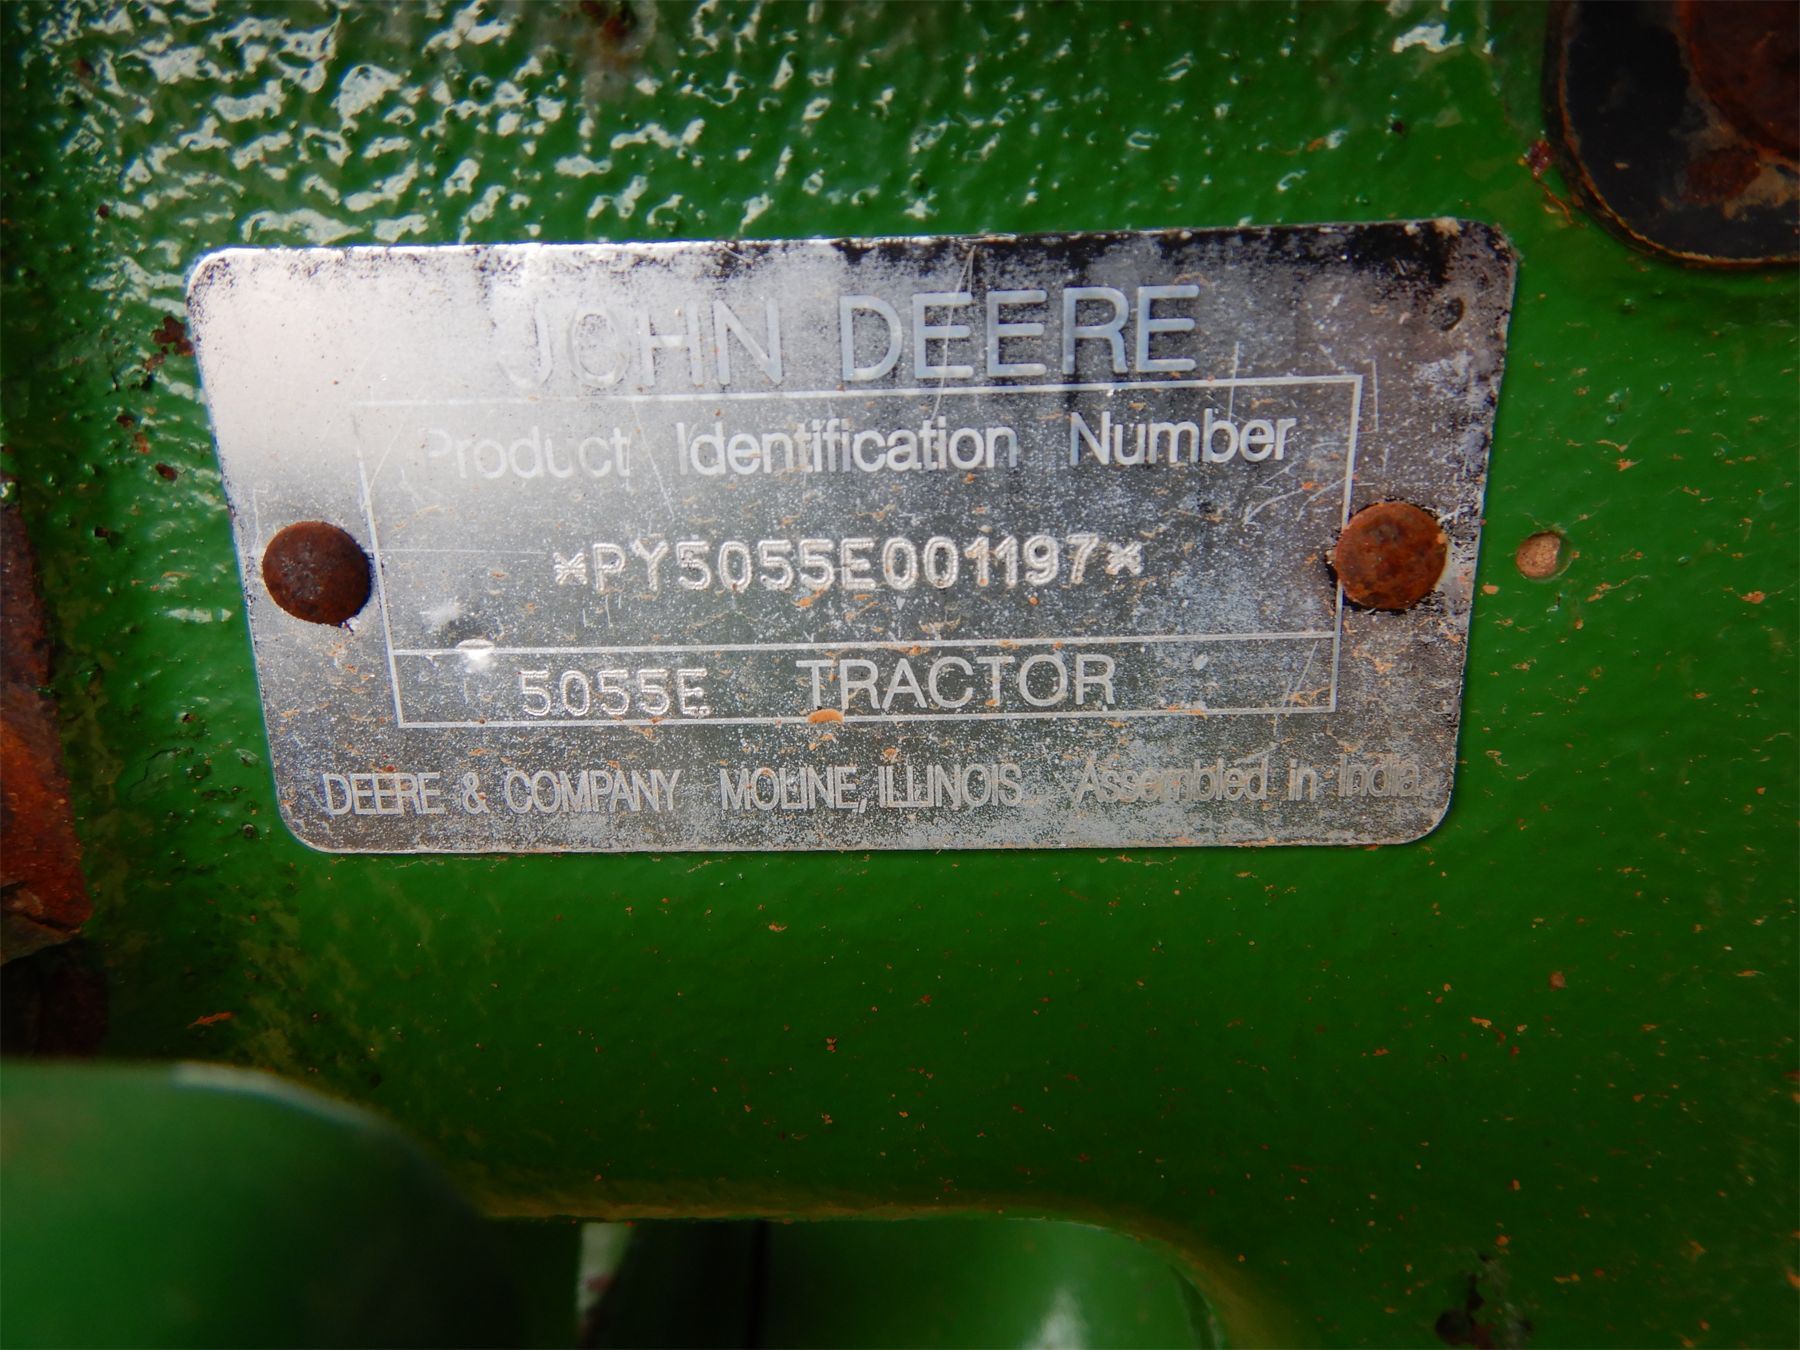 JOHN DEERE
Product Identification Number
*PY5055E001197*
5055E TRACTOR
DEERE & COMPANY MOLINE, ILLINOIS Assembled in India